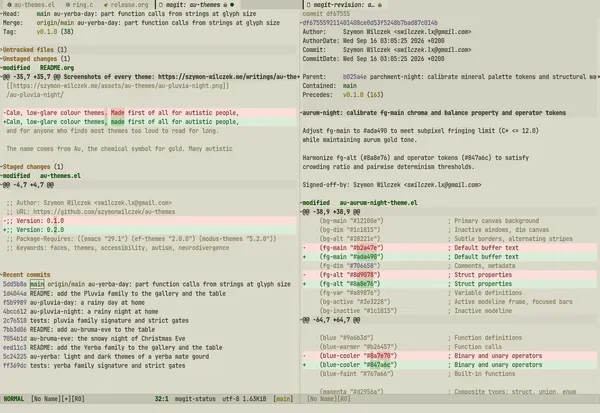 au-themes.el
ring.c
release.org
magit: au-themes
magit-revision: a…
Head: main au-yerba-day: part function calls from strings at glyph size
Merge: origin/main au-yerba-day: part function calls from strings at glyph size
Tag: v0.1.0 (38)
Untracked files (1)
Unstaged changes (1)
modified README.org
@@ -35,7 +35,7 @@ Screenshots of every theme: https://szymon-wilczek.me/writings/au-the
[[https://szymon-wilczek.me/assets/au-themes/au-pluvia-night.png]]
/au-pluvia-night/
-Calm, low-glare colour themes. Made first of all for autistic people,
+Calm, low-glare colour themes, made first of all for autistic people,
and for anyone who finds most themes too loud to read for long.
The name comes from Au, the chemical symbol for gold. Many autistic
Staged changes (1)
modified au-themes.el
@@ -4,7 +4,7 @@
;; Author: Szymon Wilczek <swilczek.lx@gmail.com>
;; URL: https://github.com/szymonwilczek/au-themes
-;; Version: 0.1.0
+;; Version: 0.2.0
;; Package-Requires: ((emacs "29.1") (ef-themes "2.0.0") (modus-themes "5.2.0"))
;; Keywords: faces, themes, accessibility, autism, neurodivergence
Recent commits
5dd5b8a main origin/main au-yerba-day: part function calls from strings at glyph size
README: add the Pluvia family to the gallery and the table
f5b9989 au-pluvia-day: a rainy day at home
4bcc612 au-pluvia-night: a rainy night at home
2c76518 tests: pluvia family signature and strict gates
7bb3d06 README: add au-bruma-eve to the table
7054b1d au-bruma-eve: the snowy night of Christmas Eve
eed11c3 README: add the Yerba family to the gallery and the table
5c24225 au-yerba: light and dark themes of a yerba mate gourd
ff369dc tests: yerba family signature and strict gates
NORMAL [No Name][+][RO] 32:1 magit-status utf-8 1.63KiB [main]
commit df67555
df6755921140148ce0d53f5248b7bad87c014b
Author: Szymon Wilczek <swilczek.lx@gmail.com>
AuthorDate: Wed Sep 16 03:05:25 2026 +0200
Commit: Szymon Wilczek <swilczek.lx@gmail.com>
CommitDate: Wed Sep 16 03:05:25 2026 +0200
Parent: b025a4e parchment-night: calibrate mineral palette tokens and structural wa
Contained: main
Precedes: v0.1.0 (163)
aurum-night: calibrate fg-main chroma and balance property and operator tokens
Adjust fg-main to #ada490 to meet subpixel fringing limit (C* <= 12.0)
while maintaining aurum gold tone.
Harmonize fg-alt (#8a8e76) and operator tokens (#847a6c) to satisfy
crowding ratio and pairwise determinism thresholds.
Signed-off-by: Szymon Wilczek <swilczek.lx@gmail.com>
modified au-aurum-night-theme.el
@@ -38,9 +38,9 @@
(bg-main "#12100e") ; Primary canvas background
(bg-dim "#1c1815") ; Inactive windows, dim canvas
(bg-alt "#28221e") ; Subtle borders, alternating stripes
- (fg-main "#b2a47e") ; Default buffer text
+ (fg-main "#ada490") ; Default buffer text
(fg-dim "#706658") ; Comments, metadata
- (fg-alt "#8d9078") ; Struct properties
+ (fg-alt "#8a8e76") ; Struct properties
(fg-var "#a89876") ; Variable definitions
(bg-active "#3e3228") ; Active modeline frame, focused bars
(bg-inactive "#1c1815") ; Inactive modeline
@@ -64,7 +64,7 @@
(blue "#9a6b3d") ; Function definitions
(blue-warmer "#b26457") ; Function calls
- (blue-cooler "#8a7e70") ; Binary and unary operators
+ (blue-cooler "#847a6c") ; Binary and unary operators
(blue-faint "#767a66") ; Built-in functions
(magenta "#d2956a") ; Composite types: struct, union, enum
[No Name][RO]